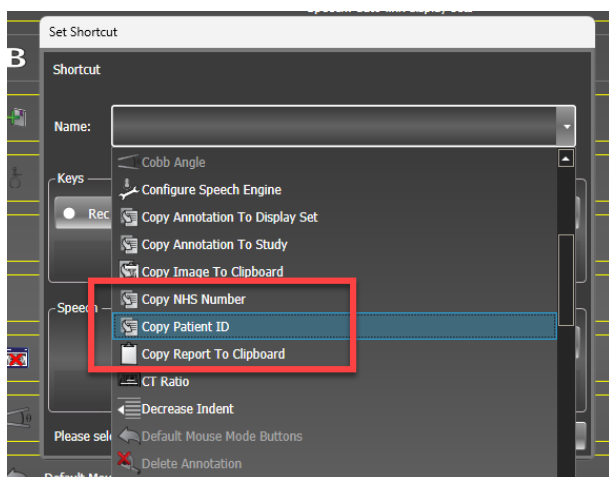 Set Shortcut
B
Shortcut
Name:
Cobb Angle
Keys
Configure Speech Engine
Rec
Copy Annotation To Display Set
Copy Annotation To Study
Copy Image To Clipboard
Copy NHS Number
Speech
Copy Patient ID
Copy Report To Clipboard
CT Ratio
Decrease Indent
Please sele
Default Mouse Mode Buttons
Delete Annotation